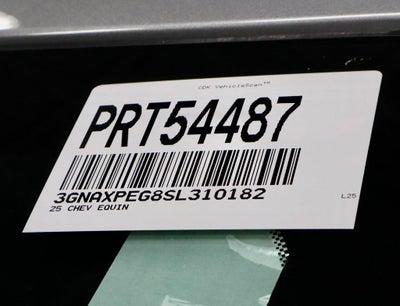 CDK VehicleScan™
PRT54487
3GNAXPEG8SL310182
25 CHEV EQUIN
L25